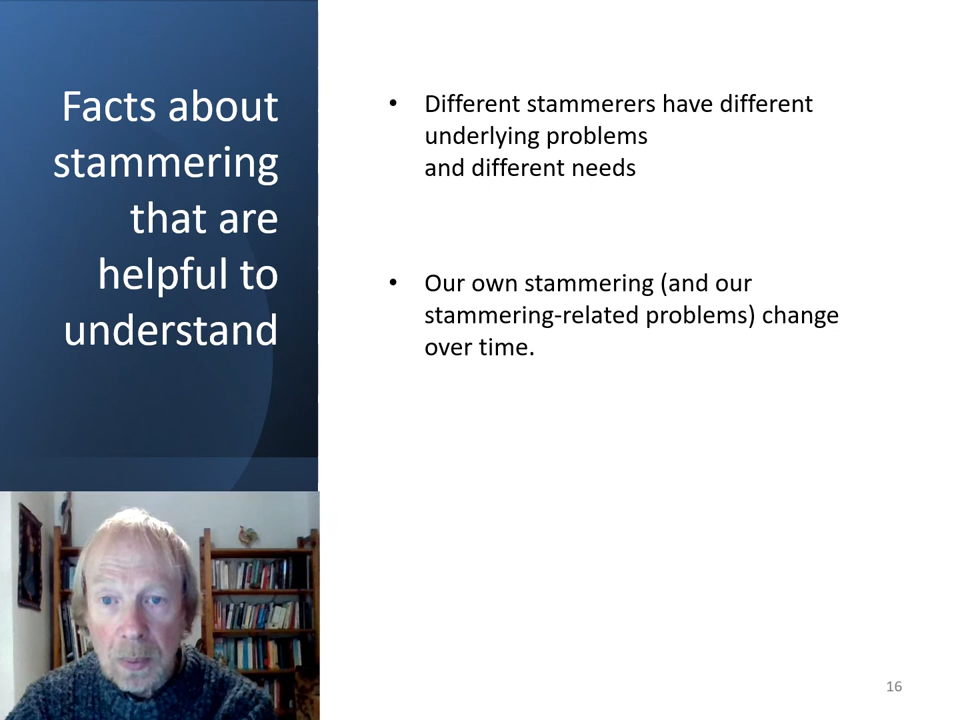 Facts about
stammering
that are
helpful to
understand
• Different stammerers have different
underlying problems
and different needs
• Our own stammering (and our
stammering-related problems) change
over time.
16